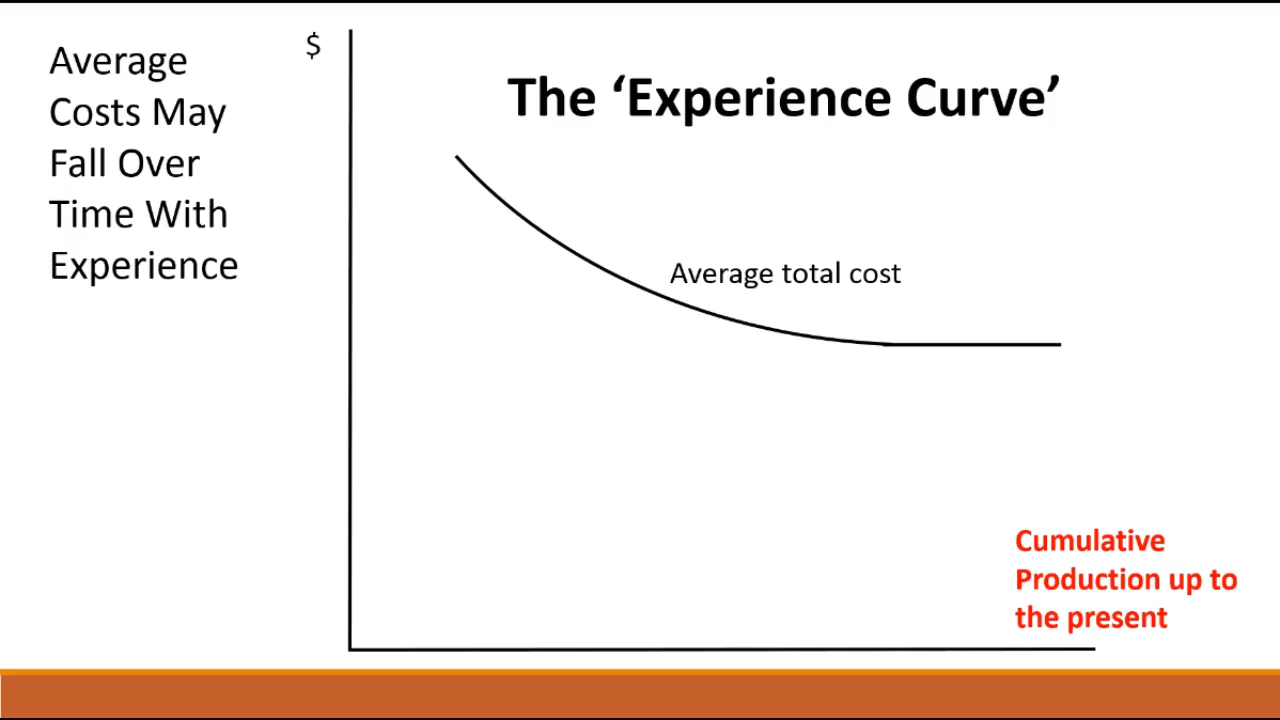 Average
Costs May
Fall Over
Time With
Experience
$
The ‘Experience Curve’
Average total cost
Cumulative
Production up to
the present